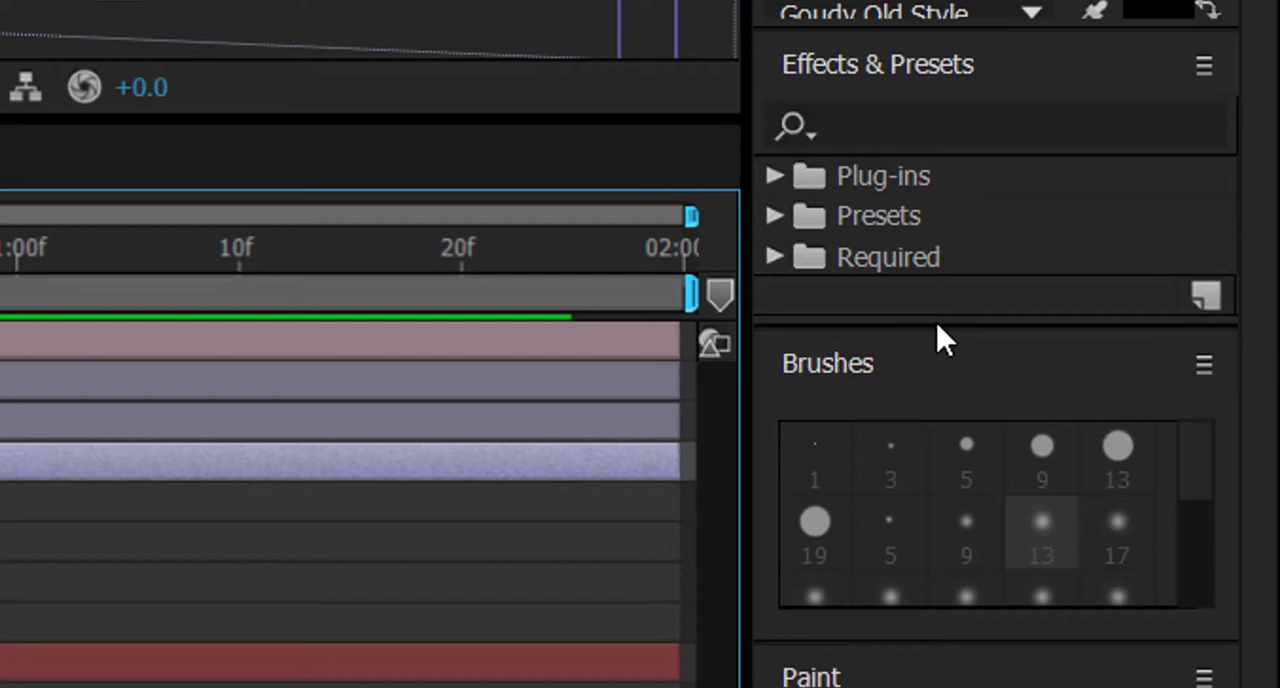 Goudy Old Style
Effects & Presets
+0.0
Plug-ins
Presets
Required
1:00f 10f 20f 02:00
Brushes
1 3 5 9 13
19 5 9 13 17
Paint